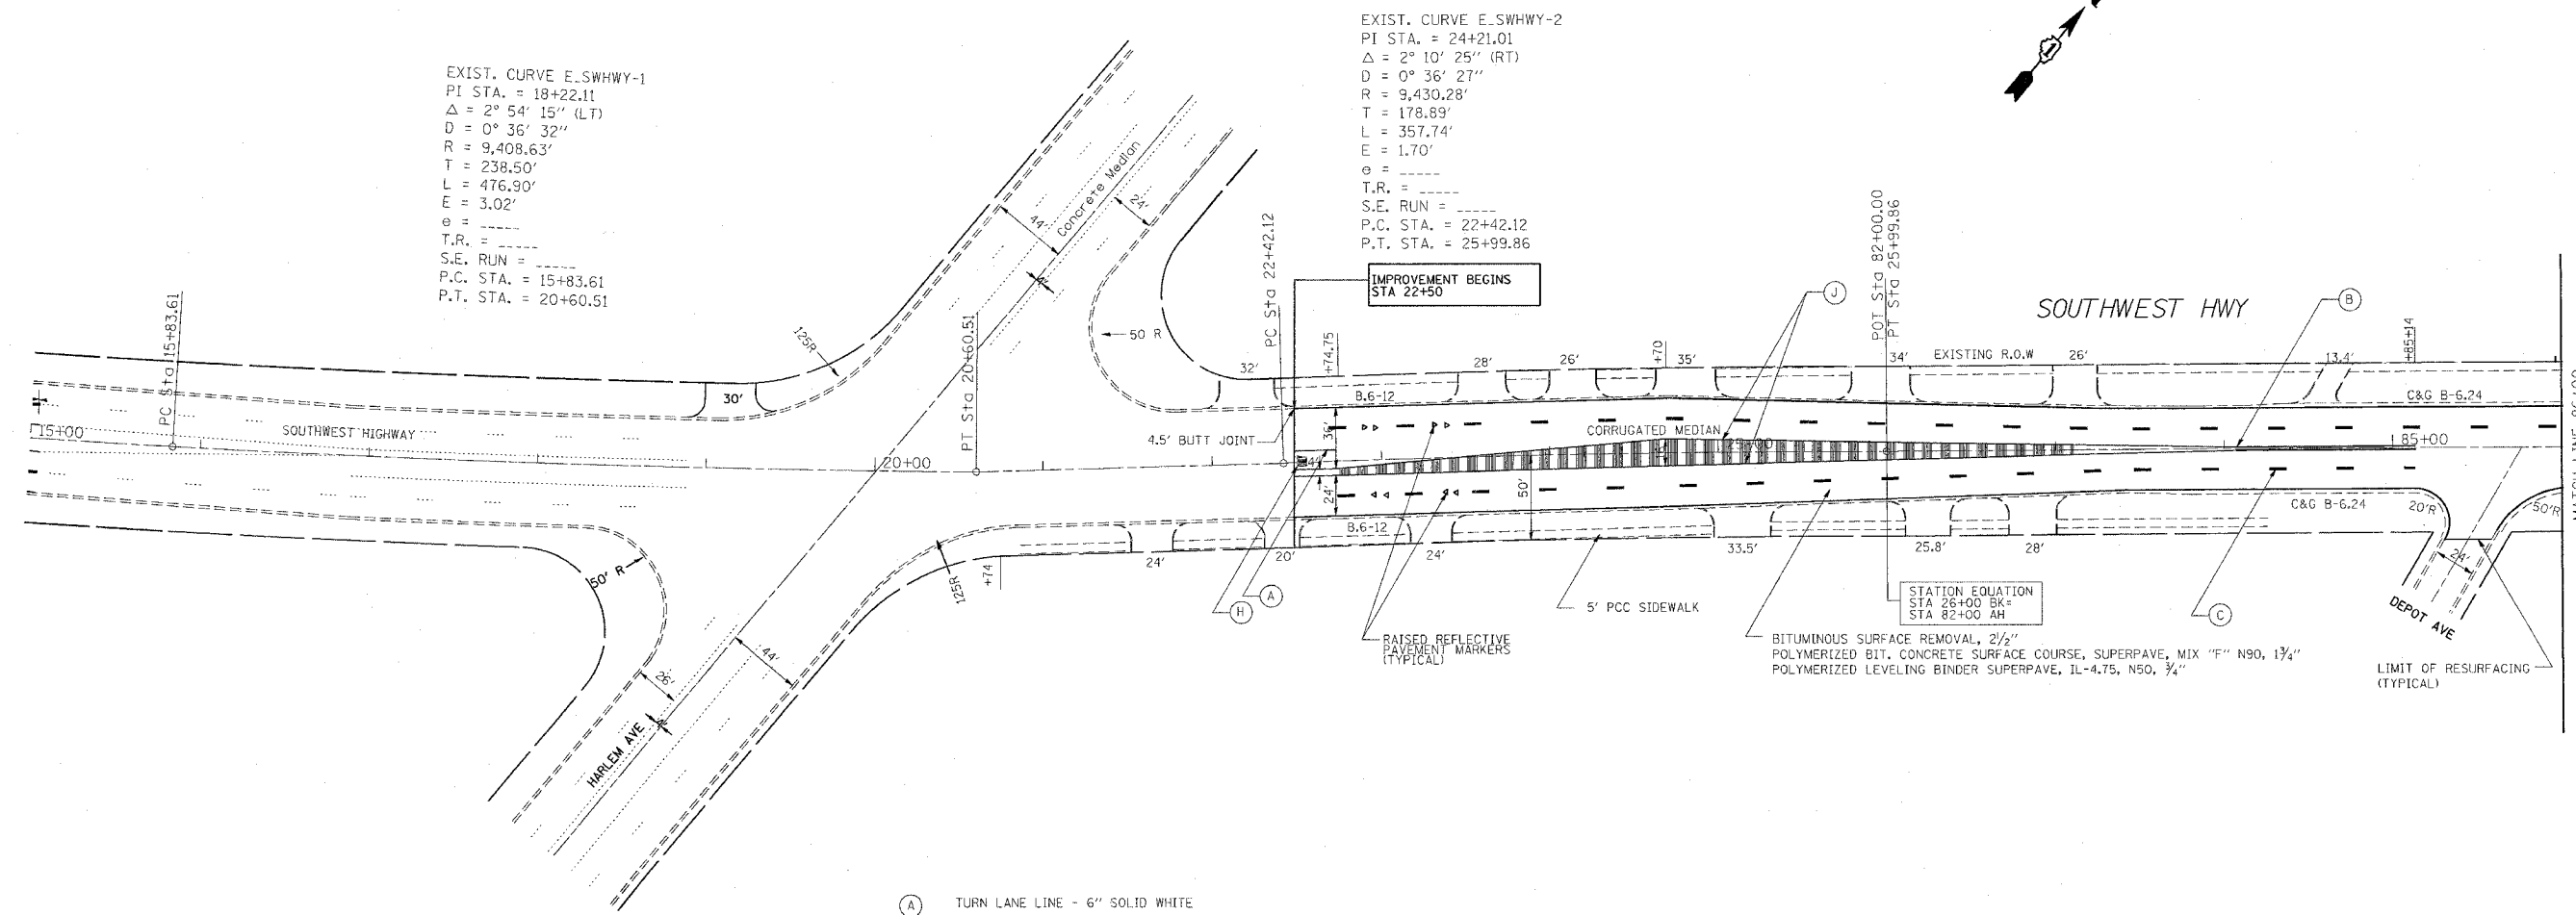 EXIST. CURVE E_SWHWY-1
PI STA. = 18+22.11
Δ = 2° 54' 15" (LT)
D = 0° 36' 32"
R = 9,408.63'
T = 238.50'
L = 476.90'
E = 3.02'
e = _____
T.R. = _____
S.E. RUN = _____
P.C. STA. = 15+83.61
P.T. STA. = 20+60.51
EXIST. CURVE E_SWHWY-2
PI STA. = 24+21.01
Δ = 2° 10' 25" (RT)
D = 0° 36' 27"
R = 9,430.28'
T = 178.89'
L = 357.74'
E = 1.70'
e = _____
T.R. = _____
S.E. RUN = _____
P.C. STA. = 22+42.12
P.T. STA. = 25+99.86
IMPROVEMENT BEGINS
STA 22+50
Concrete Median
44'
24'
4'
PC Sta 15+83.61
PT Sta 20+60.51
PC Sta 22+42.12
POT Sta 82+00.00
PT Sta 25+99.86
SOUTHWEST HWY
B
J
+85+14
+74.75
+70
125R
50 R
32'
28'
26'
35'
34'
EXISTING R.O.W
26'
13.4'
30'
B.6-12
C&G B-6.24
15+00
SOUTHWEST HIGHWAY
20+00
4.5' BUTT JOINT
36'
CORRUGATED MEDIAN
25+00
85+00
4'
24'
50'
B.6-12
C&G B-6.24
20'R
50'R
50' R
125R
+74
24'
20'
24'
33.5'
25.8'
28'
24'
H
A
5' PCC SIDEWALK
STATION EQUATION
STA 26+00 BK=
STA 82+00 AH
C
DEPOT AVE
RAISED REFLECTIVE
PAVEMENT MARKERS
(TYPICAL)
BITUMINOUS SURFACE REMOVAL, 2½"
POLYMERIZED BIT. CONCRETE SURFACE COURSE, SUPERPAVE, MIX "F" N90, 1¾"
POLYMERIZED LEVELING BINDER SUPERPAVE, IL-4.75, N50, ¾"
LIMIT OF RESURFACING
(TYPICAL)
44'
26'
4'
HARLEM AVE
A TURN LANE LINE - 6" SOLID WHITE